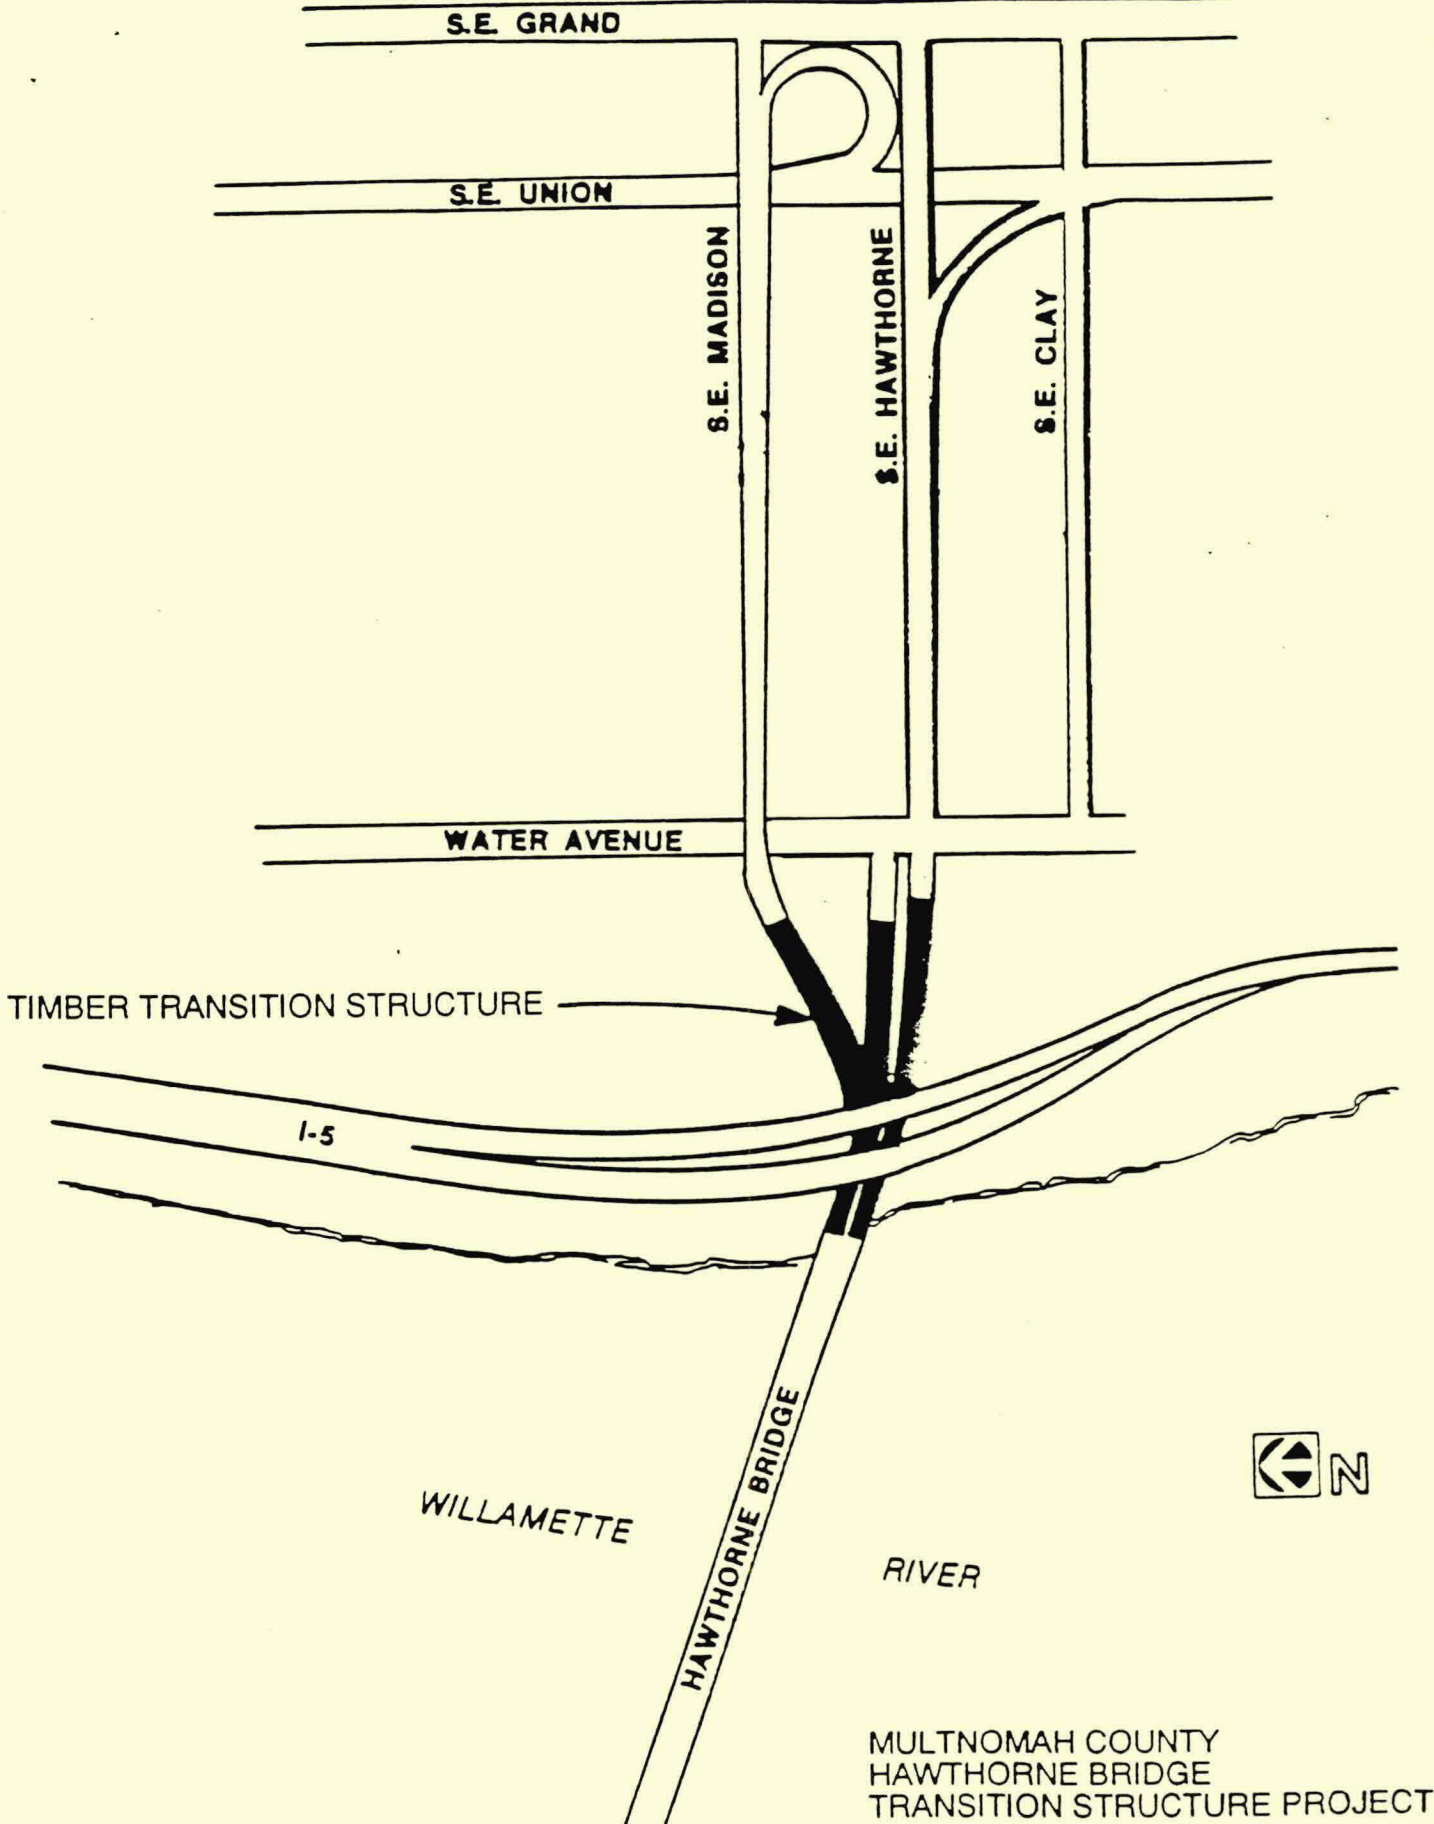 S.E. GRAND
S.E. UNION
S.E. MADISON
S.E. HAWTHORNE
S.E. CLAY
WATER AVENUE
TIMBER TRANSITION STRUCTURE
I-5
HAWTHORNE BRIDGE
WILLAMETTE
RIVER
N
MULTNOMAH COUNTY
HAWTHORNE BRIDGE
TRANSITION STRUCTURE PROJECT